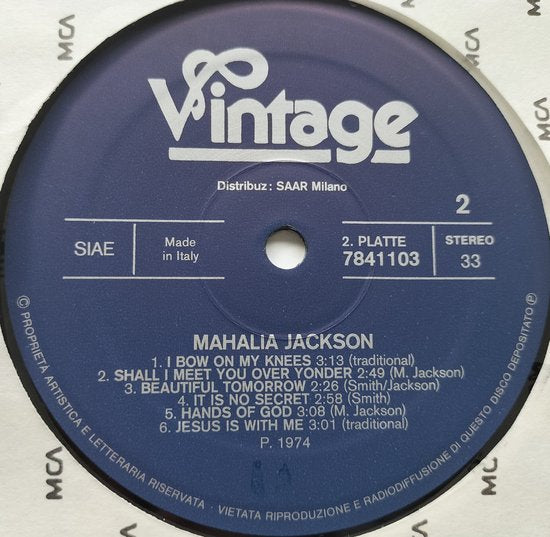 Vintage
Distribuz: SAAR Milano
2
SIAE
Made
in Italy
2. PLATTE
7841103
STEREO
33
MAHALIA JACKSON
1. I BOW ON MY KNEES 3:13 (traditional)
2. SHALL I MEET YOU OVER YONDER 2:49 (M. Jackson)
3. BEAUTIFUL TOMORROW 2:26 (Smith/Jackson)
4. IT IS NO SECRET 2:58 (Smith)
5. HANDS OF GOD 3:08 (M. Jackson)
6. JESUS IS WITH ME 3:01 (traditional)
P. 1974
© PROPRIETÀ ARTISTICA E LETTERARIA RISERVATA - VIETATA RIPRODUZIONE E RADIODIFFUSIONE DI QUESTO DISCO DEPOSITATO ℗
MCA
MCA
MCA
MCA
MCA
MCA
MCA